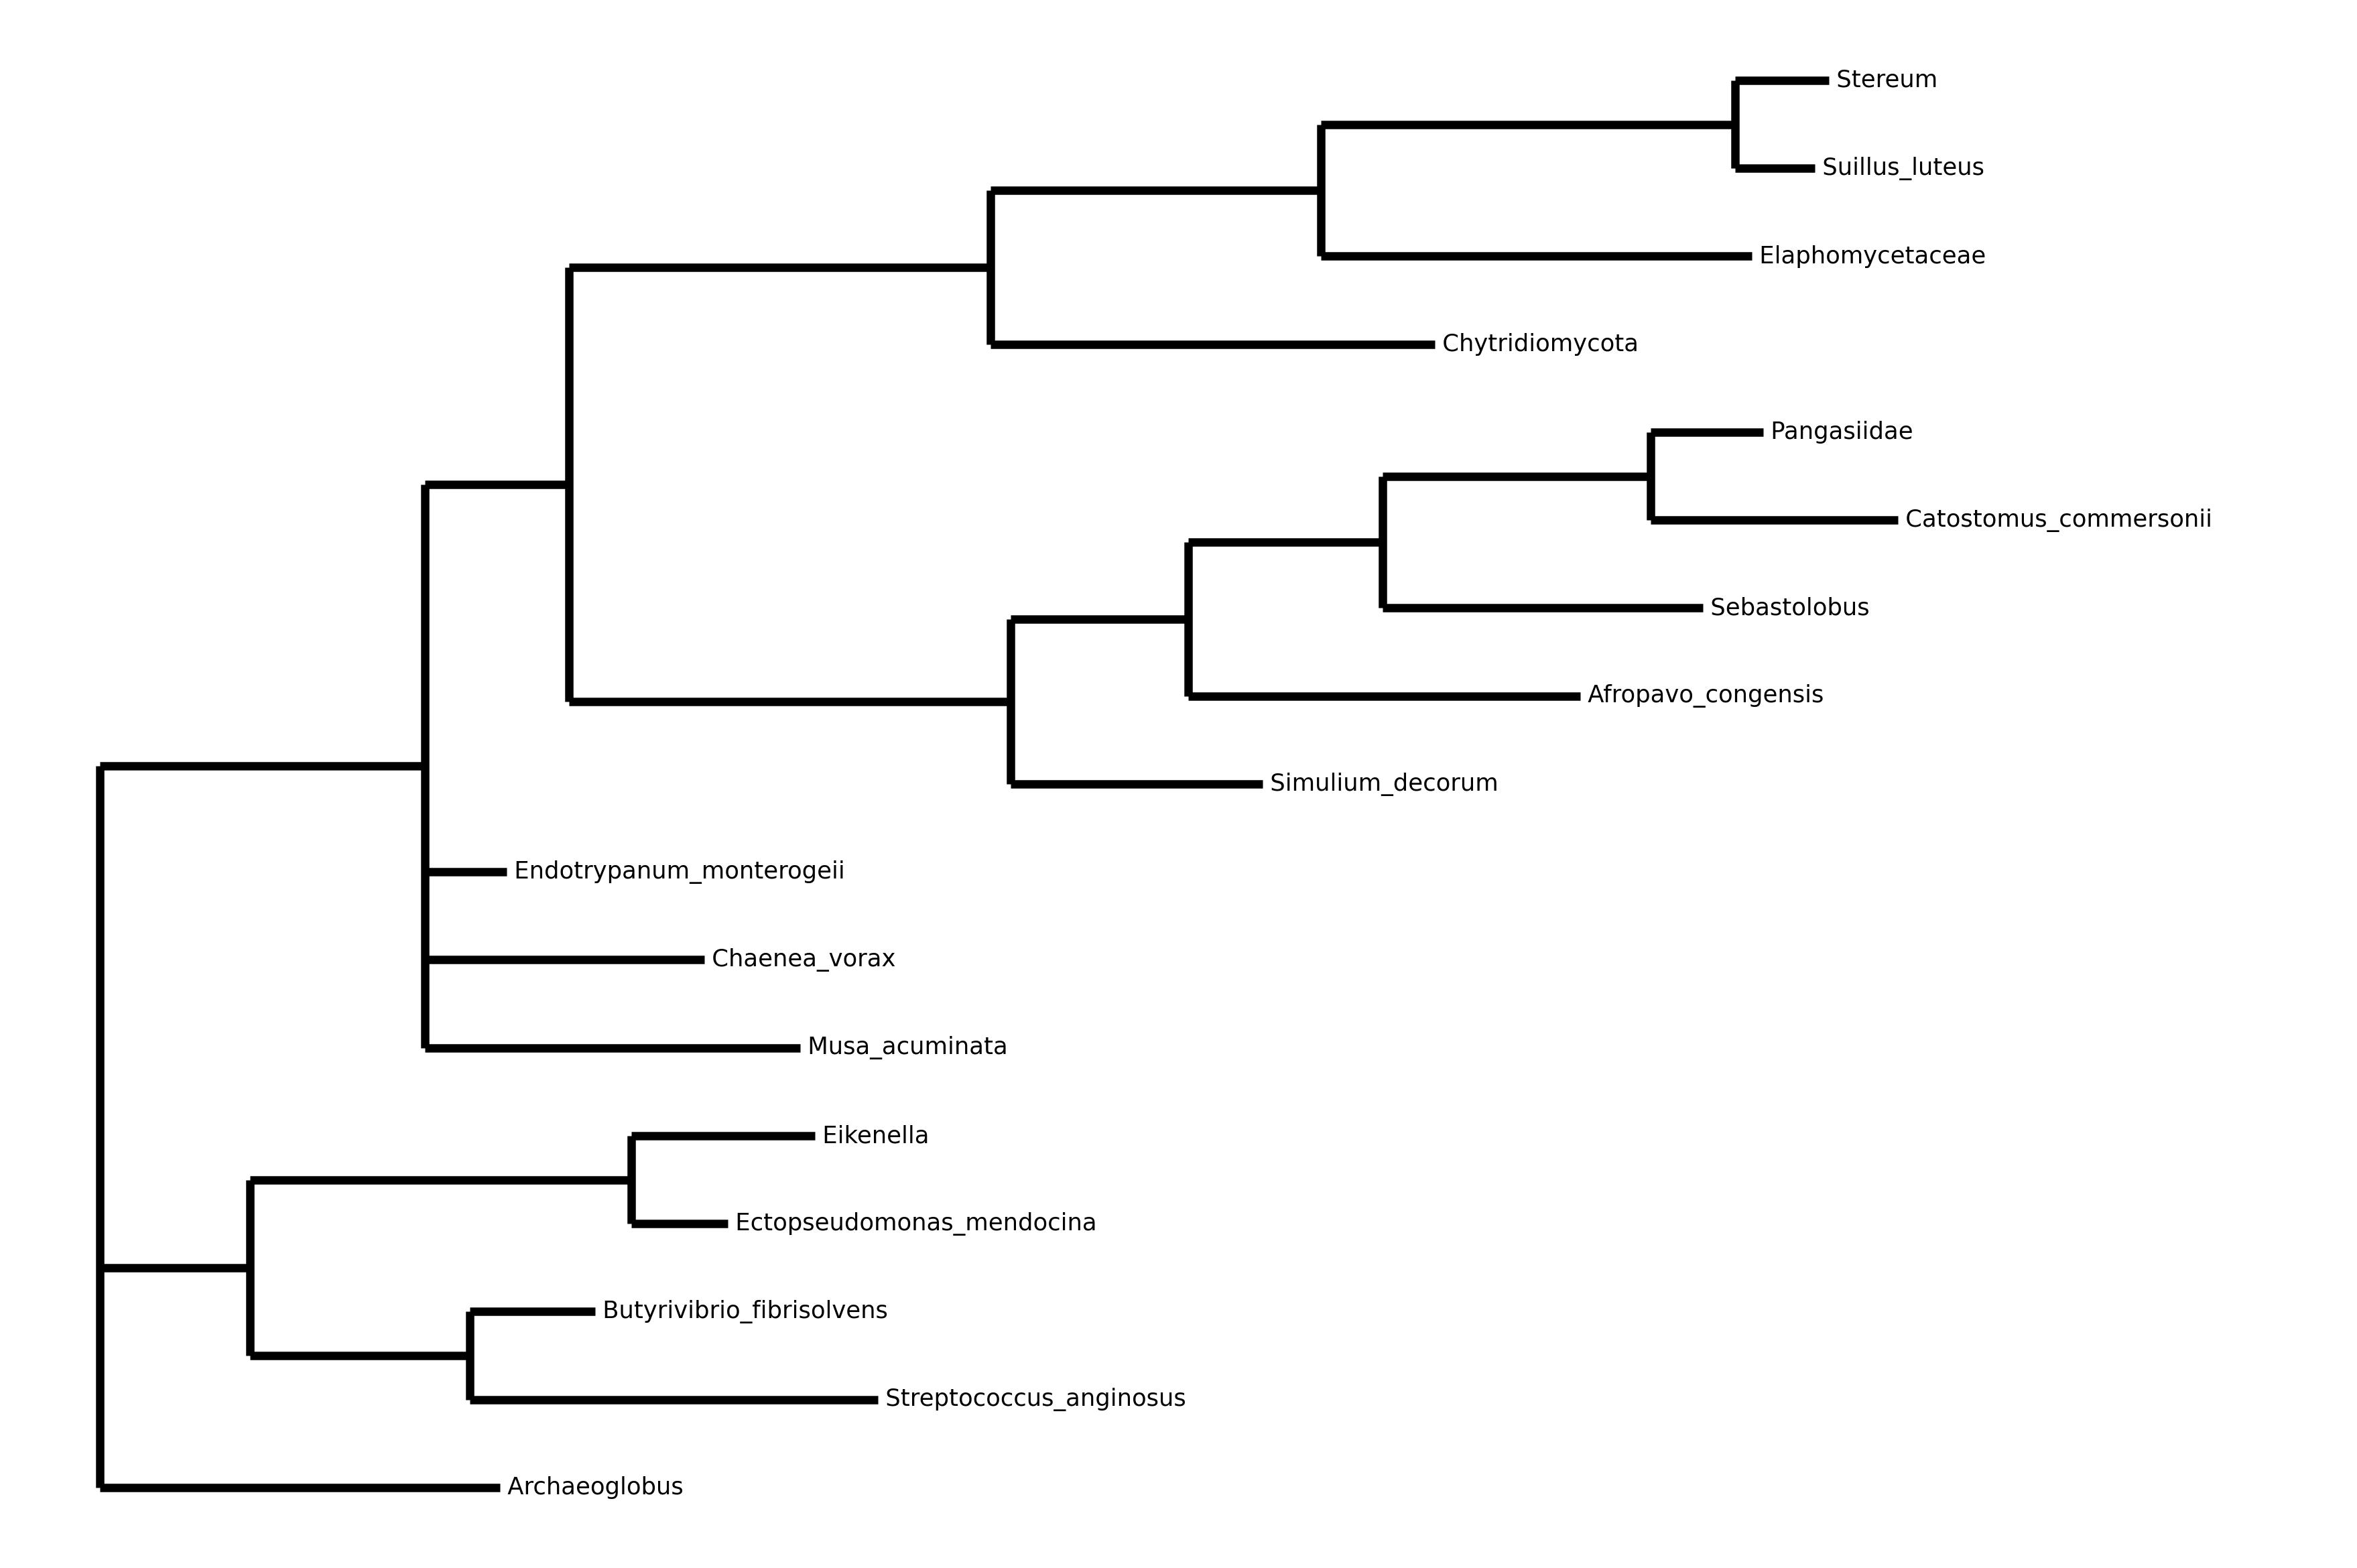 Stereum
Suillus_luteus
Elaphomycetaceae
Chytridiomycota
Pangasiidae
Catostomus_commersonii
Sebastolobus
Afropavo_congensis
Simulium_decorum
Endotrypanum_monterogeii
Chaenea_vorax
Musa_acuminata
Eikenella
Ectopseudomonas_mendocina
Butyrivibrio_fibrisolvens
Streptococcus_anginosus
Archaeoglobus